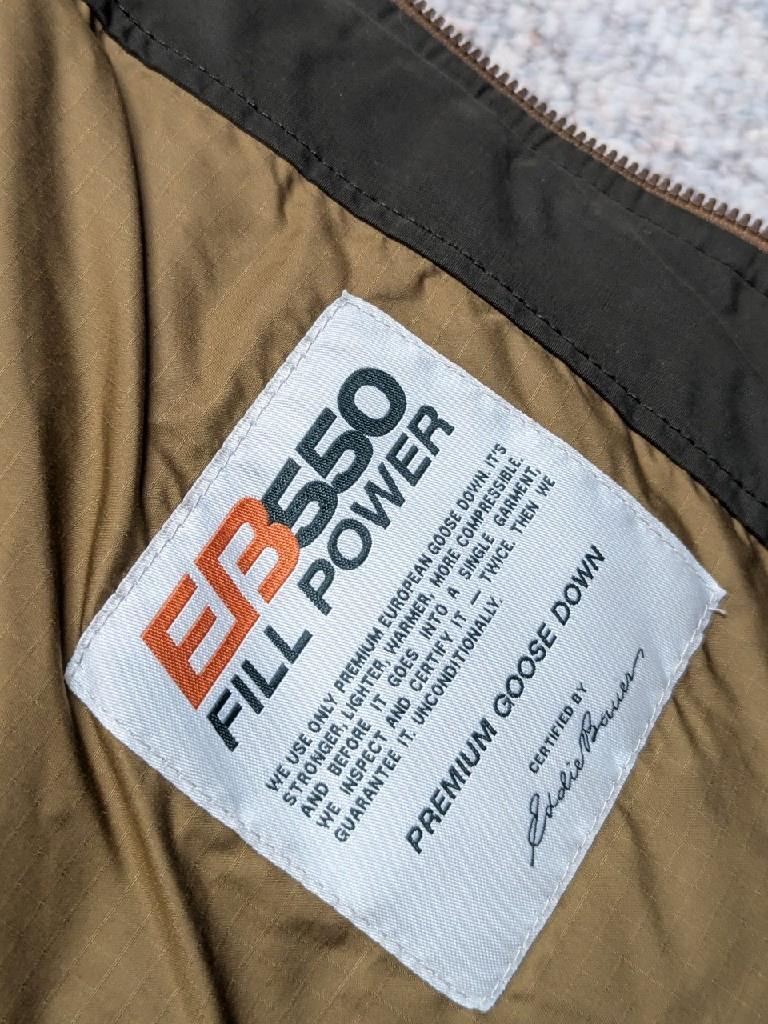 EB550
FILL POWER
WE USE ONLY PREMIUM EUROPEAN GOOSE DOWN. IT'S
STRONGER, LIGHTER, WARMER, MORE COMPRESSIBLE.
AND BEFORE IT GOES INTO A SINGLE GARMENT,
WE INSPECT AND CERTIFY IT — TWICE. THEN WE
GUARANTEE IT. UNCONDITIONALLY.
PREMIUM GOOSE DOWN
CERTIFIED BY
Eddie Bauer